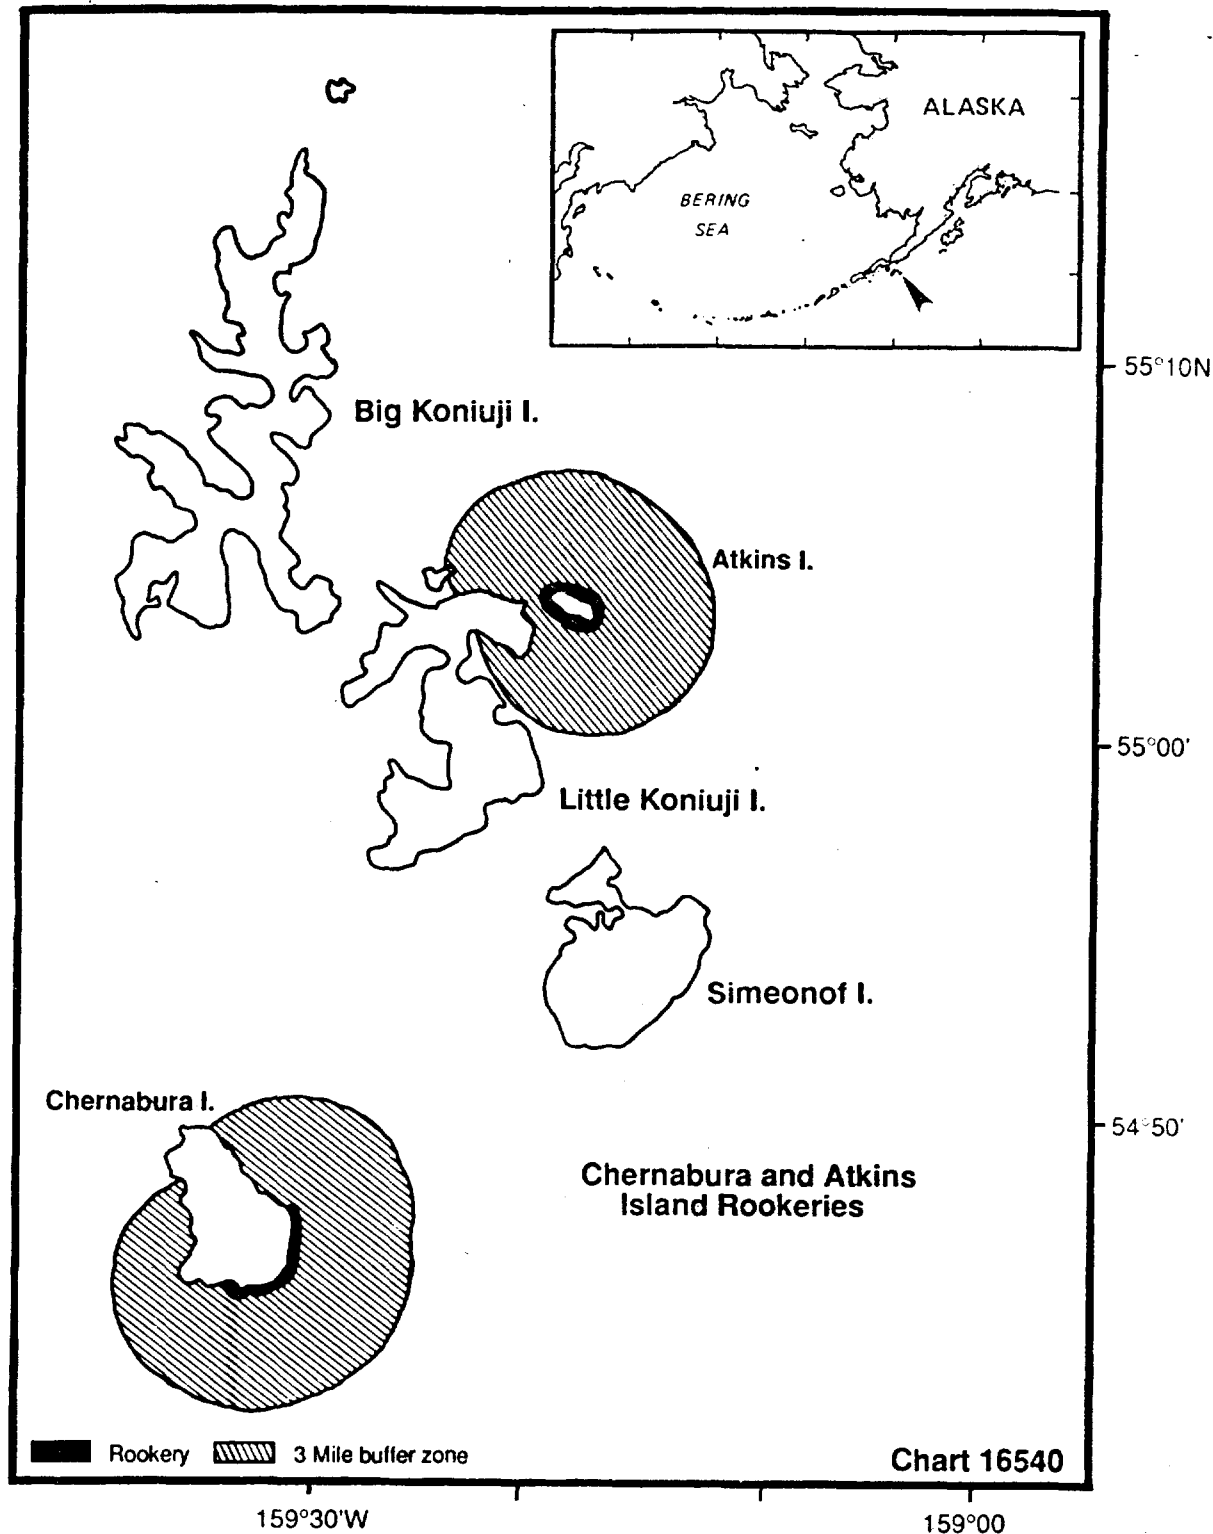 ALASKA
BERING
SEA
55°10N
Big Koniuji I.
Atkins I.
55°00'
Little Koniuji I.
Simeonof I.
Chernabura I.
54°50'
Chernabura and Atkins
Island Rookeries
Rookery
3 Mile buffer zone
Chart 16540
159°30'W
159°00